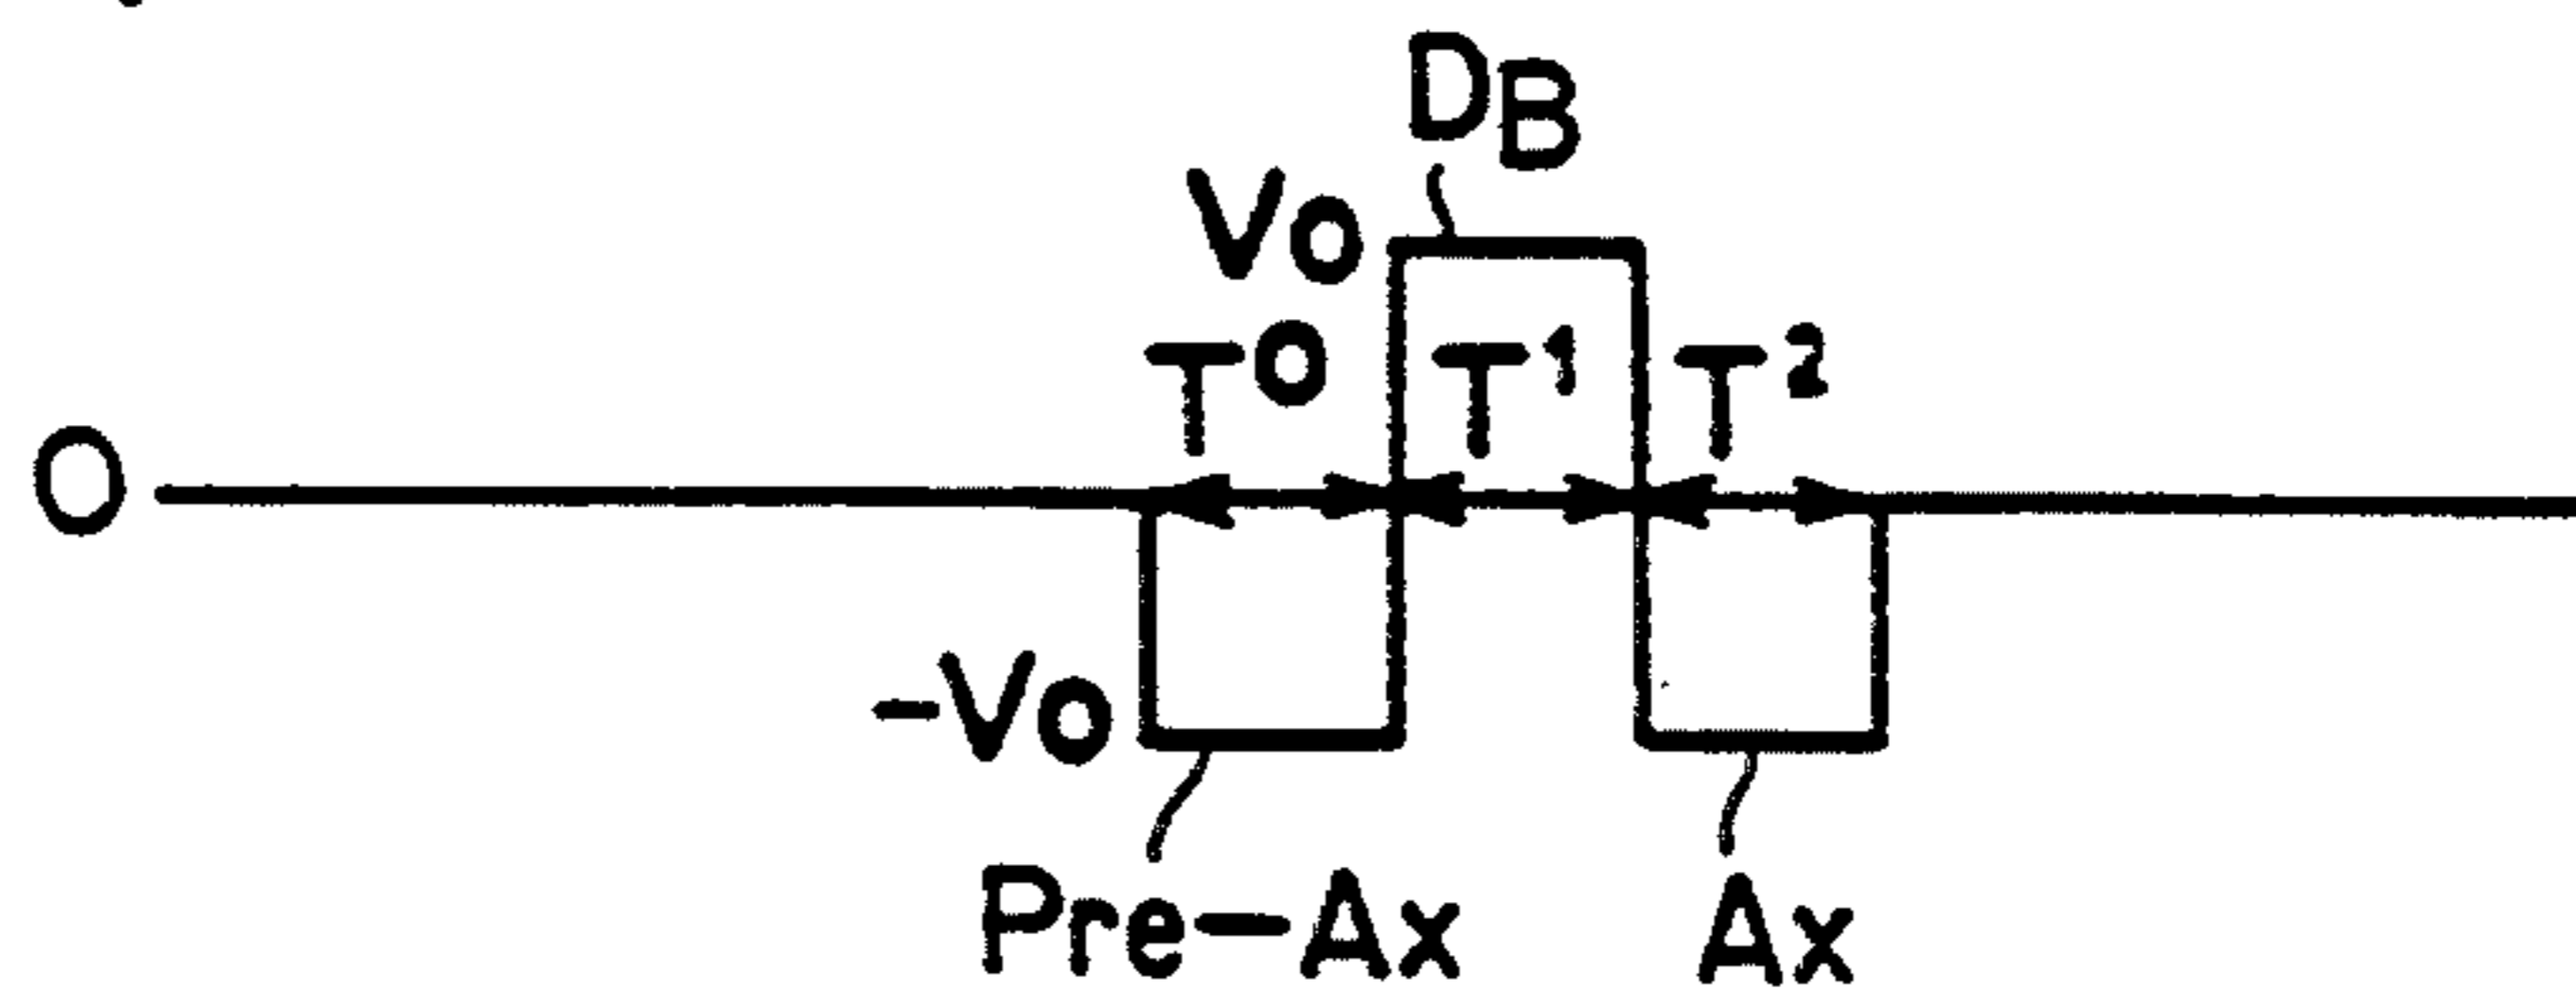 DB
Vo
T⁰ T¹ T²
O
-Vo
Pre-Ax Ax